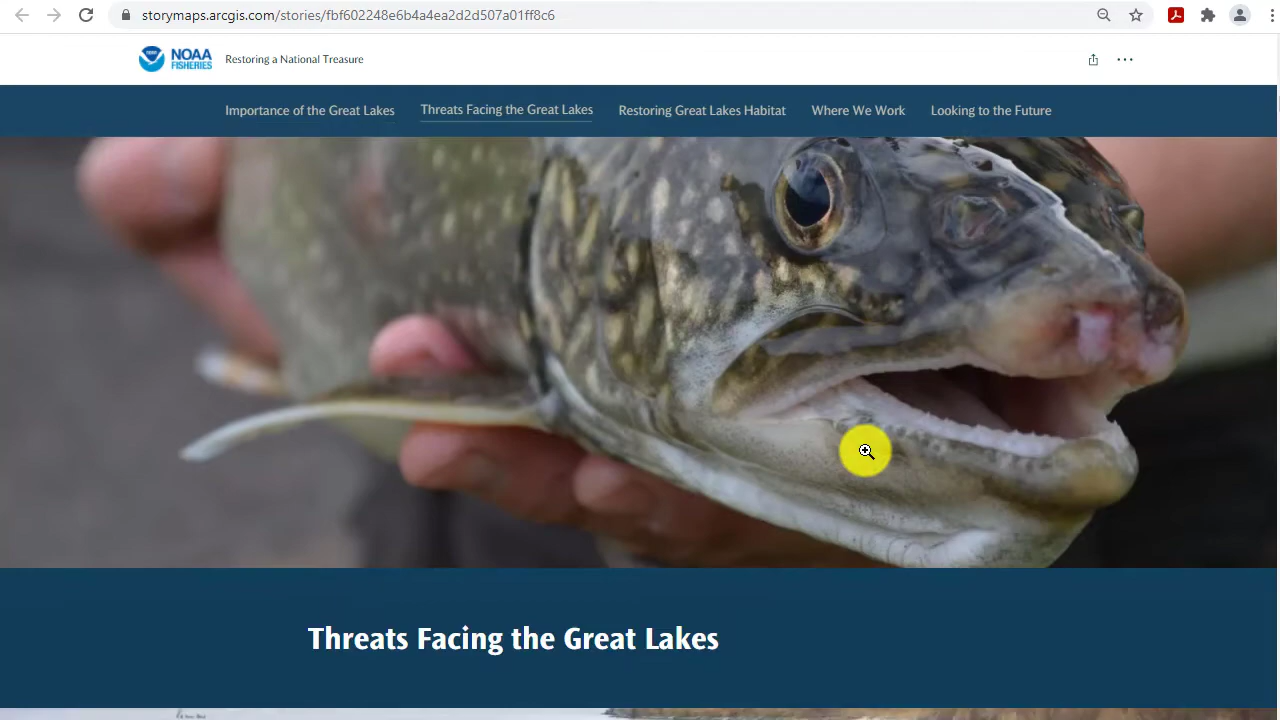 storymaps.arcgis.com/stories/fbf602248e6b4a4ea2d2d507a01ff8c6
NOAA
FISHERIES
Restoring a National Treasure
Importance of the Great Lakes
Threats Facing the Great Lakes
Restoring Great Lakes Habitat
Where We Work
Looking to the Future
Threats Facing the Great Lakes